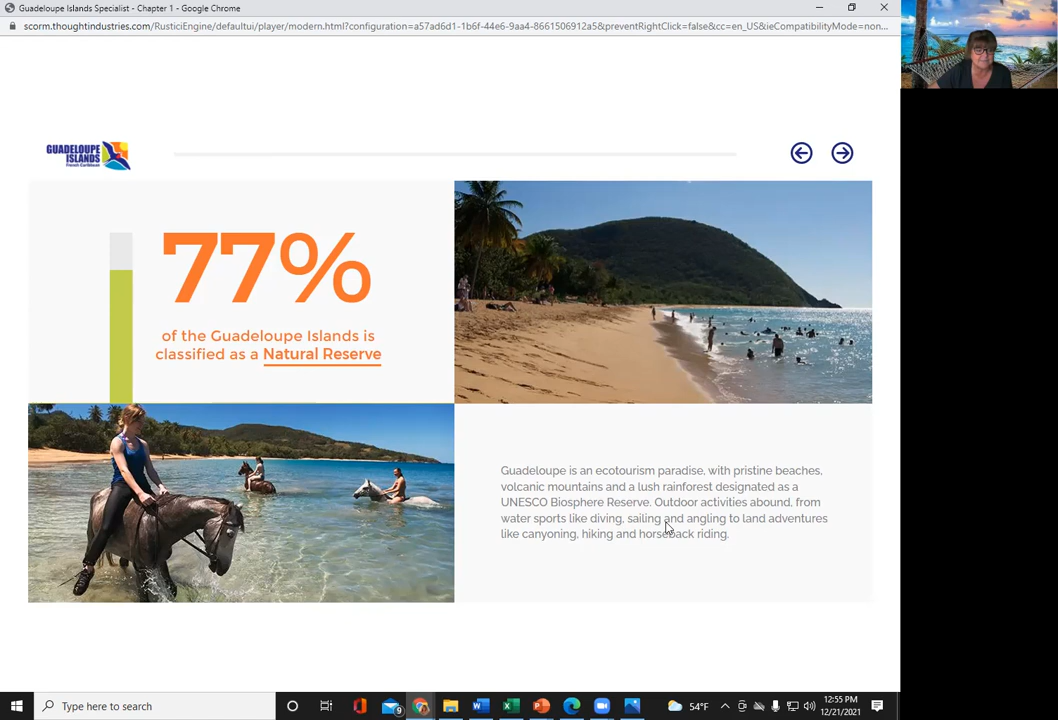 Guadeloupe Islands Specialist - Chapter 1 - Google Chrome
scorm.thoughtindustries.com/RusticiEngine/defaultui/player/modern.html?configuration=a57ad6d1-1b6f-44e6-9aa4-8661506912a5&preventRightClick=false&cc=en_US&ieCompatibilityMode=non...
GUADELOUPE
ISLANDS
French Caribbean
77%
of the Guadeloupe Islands is
classified as a Natural Reserve
Guadeloupe is an ecotourism paradise, with pristine beaches,
volcanic mountains and a lush rainforest designated as a
UNESCO Biosphere Reserve. Outdoor activities abound, from
water sports like diving, sailing and angling to land adventures
like canyoning, hiking and horseback riding.
Type here to search
9
54°F
12:55 PM
12/21/2021